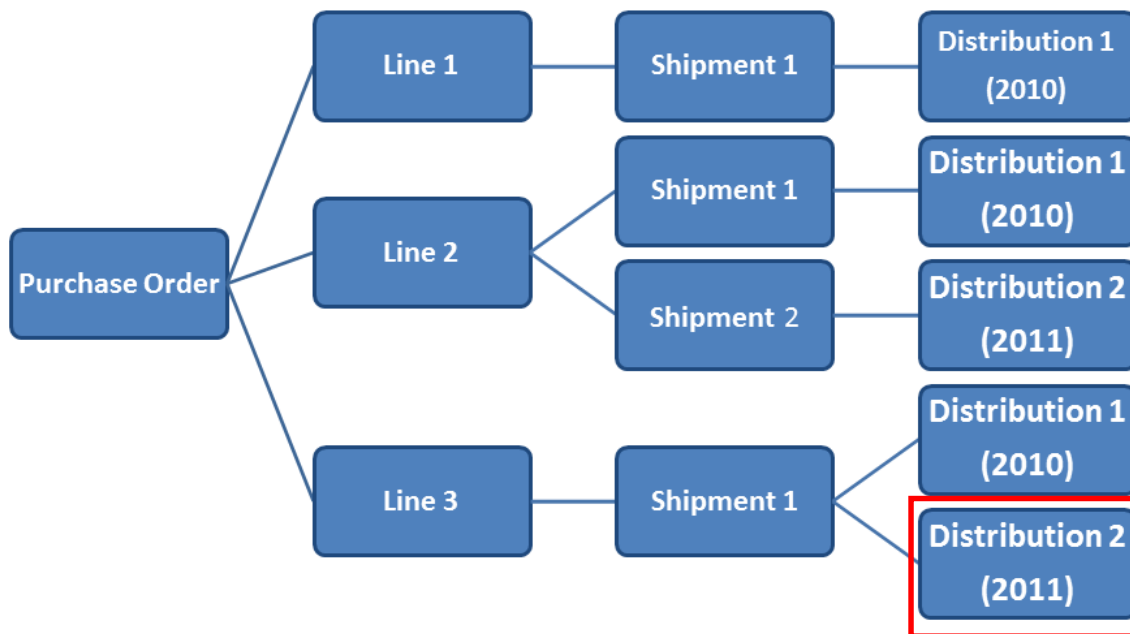 Purchase Order
Line 1
Shipment 1
Distribution 1
(2010)
Line 2
Shipment 1
Distribution 1
(2010)
Shipment 2
Distribution 2
(2011)
Line 3
Shipment 1
Distribution 1
(2010)
Distribution 2
(2011)